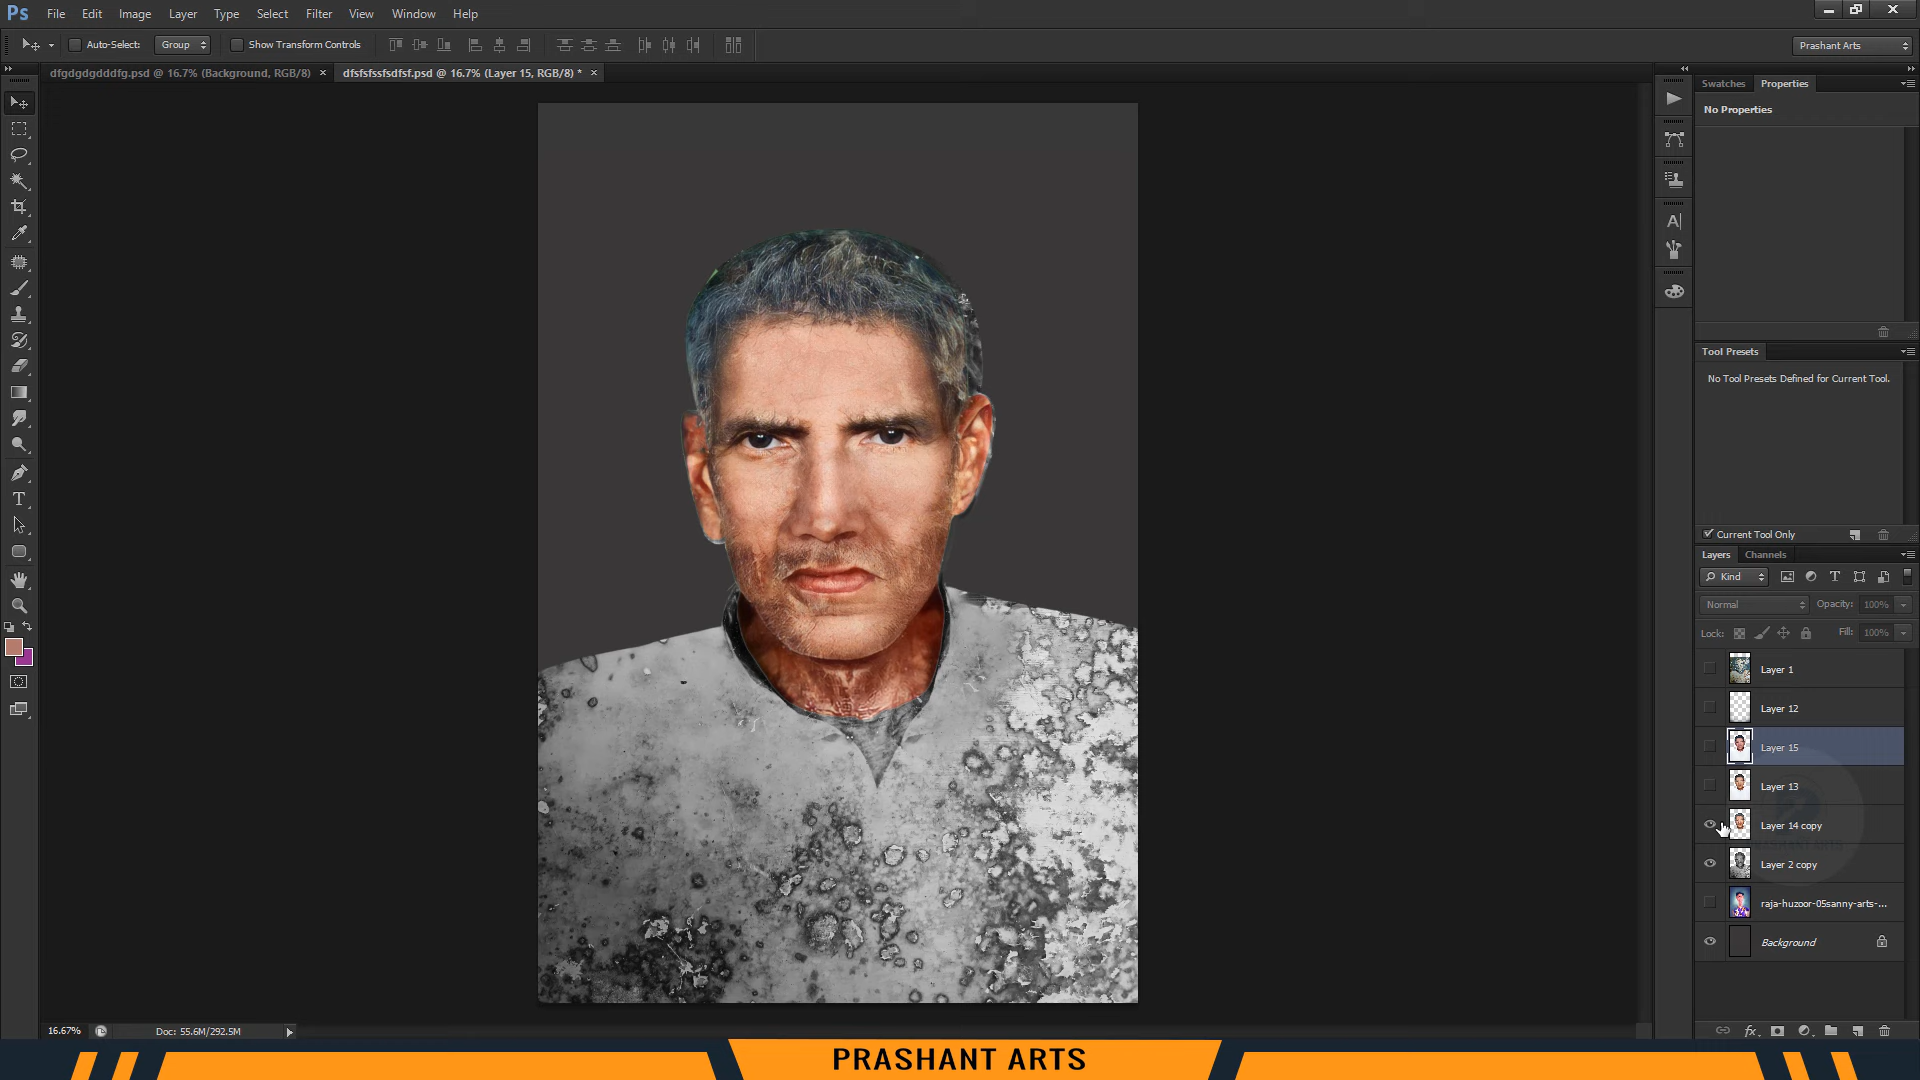 Ps File Edit Image Layer Type Select Filter View Window Help
Auto-Select: Group Show Transform Controls Prashant Arts
dfgdgdgdddfg.psd @ 16.7% (Background, RGB/8) × dfsfsfssfsdfsf.psd @ 16.7% (Layer 15, RGB/8) * ×
Swatches Properties
No Properties
Tool Presets
No Tool Presets Defined for Current Tool.
Current Tool Only
Layers Channels
Kind
Normal Opacity: 100%
Lock: Fill: 100%
Layer 1
Layer 12
Layer 15
Layer 13
Layer 14 copy
Layer 2 copy
raja-huzoor-05sanny-arts-...
Background
16.67% Doc: 55.6M/292.5M
PRASHANT ARTS